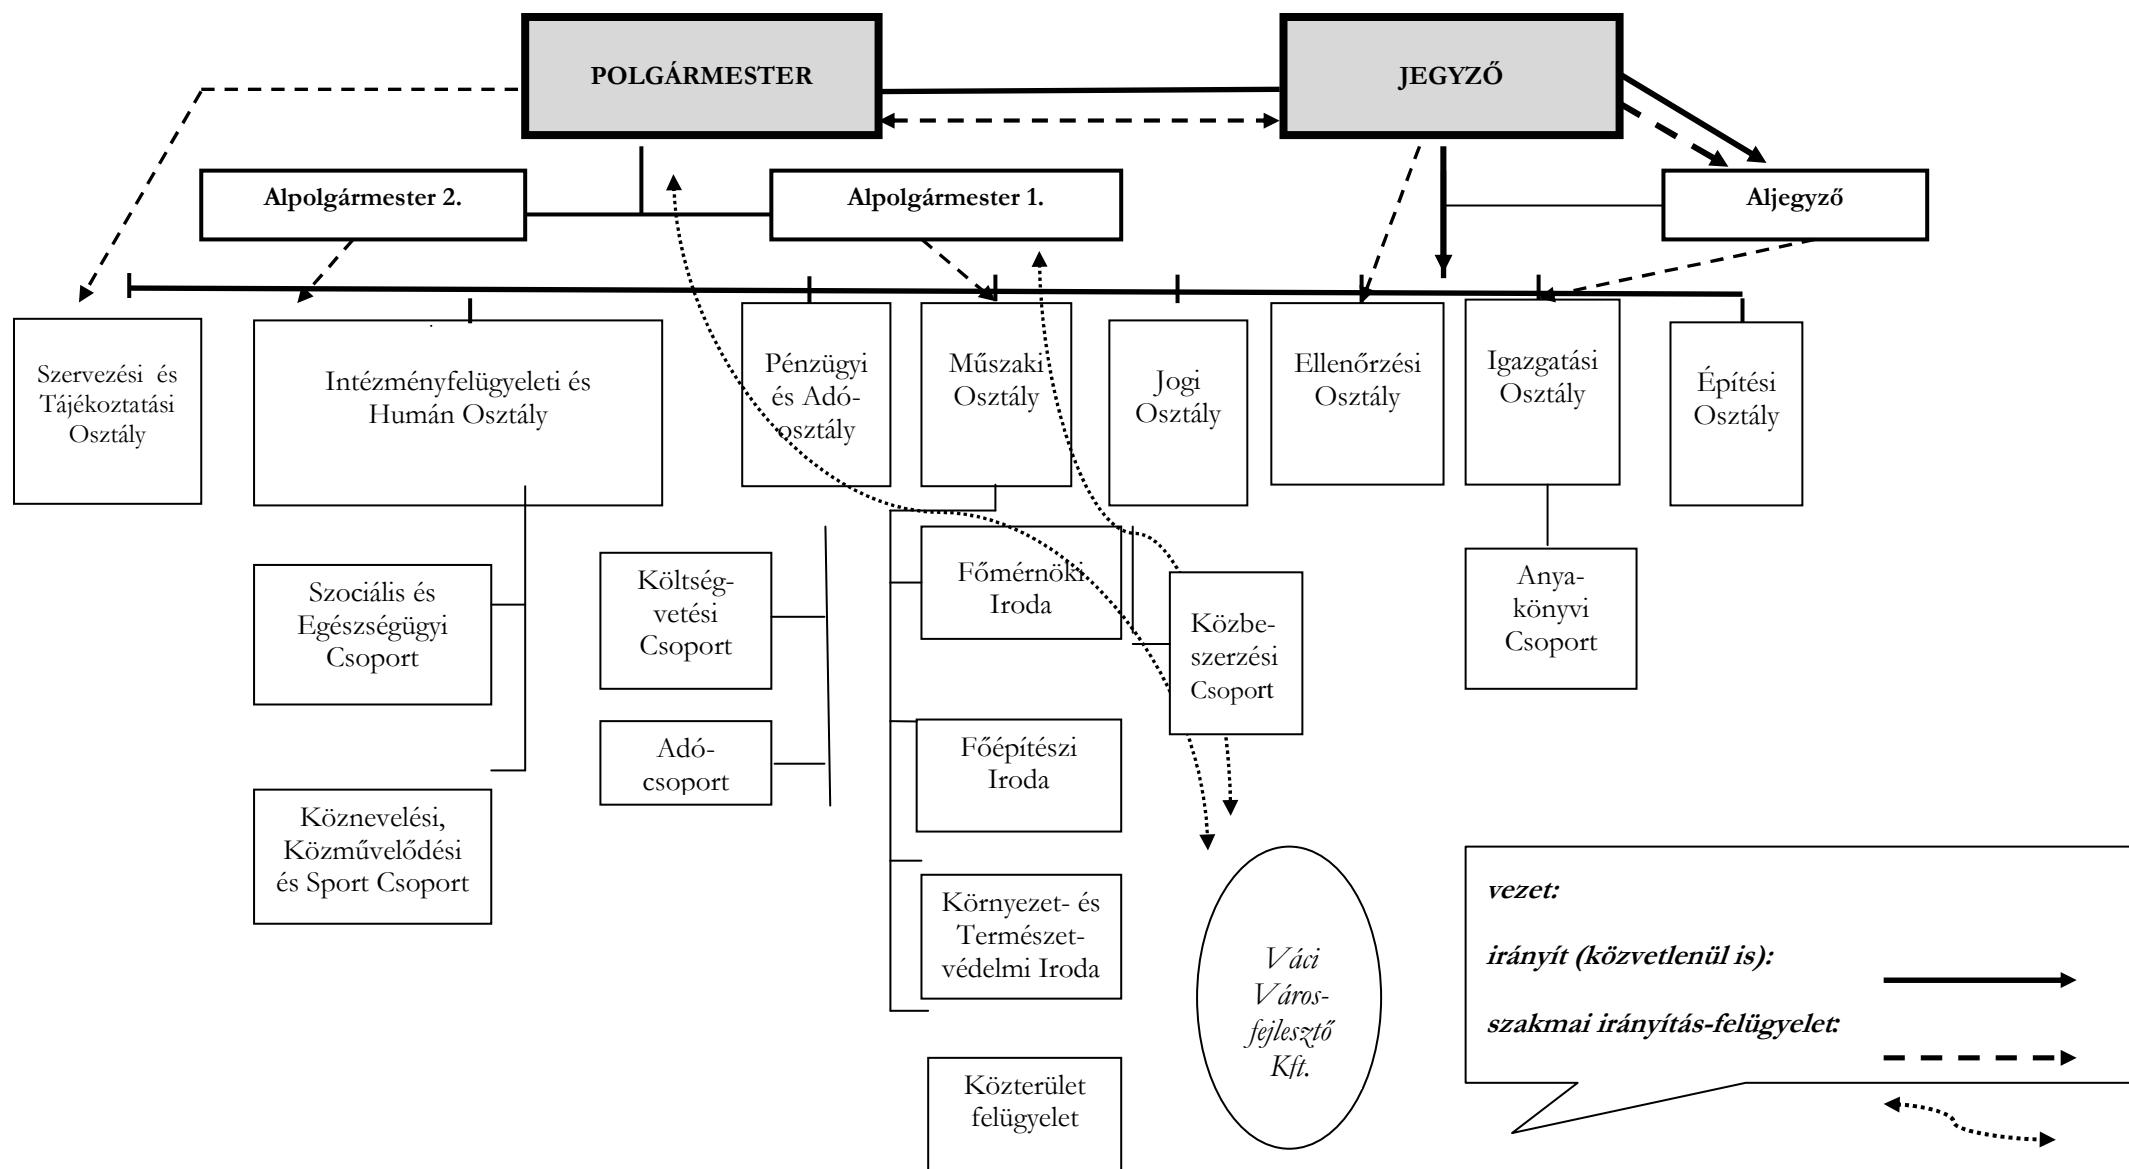 POLGÁRMESTER
JEGYZŐ
Alpolgármester 2.
Alpolgármester 1.
Aljegyző
Szervezési és
Tájékoztatási
Osztály
Intézményfelügyeleti és
Humán Osztály
Pénzügyi
és Adó-
osztály
Műszaki
Osztály
Jogi
Osztály
Ellenőrzési
Osztály
Igazgatási
Osztály
Építési
Osztály
Szociális és
Egészségügyi
Csoport
Költség-
vetési
Csoport
Főmérnöki
Iroda
Közbe-
szerzési
Csoport
Anya-
könyvi
Csoport
Adó-
csoport
Főépítészi
Iroda
Köznevelési,
Közművelődési
és Sport Csoport
Környezet- és
Természet-
védelmi Iroda
Váci
Város-
fejlesztő
Kft.
Közterület
felügyelet
vezet:
irányít (közvetlenül is):
szakmai irányítás-felügyelet: